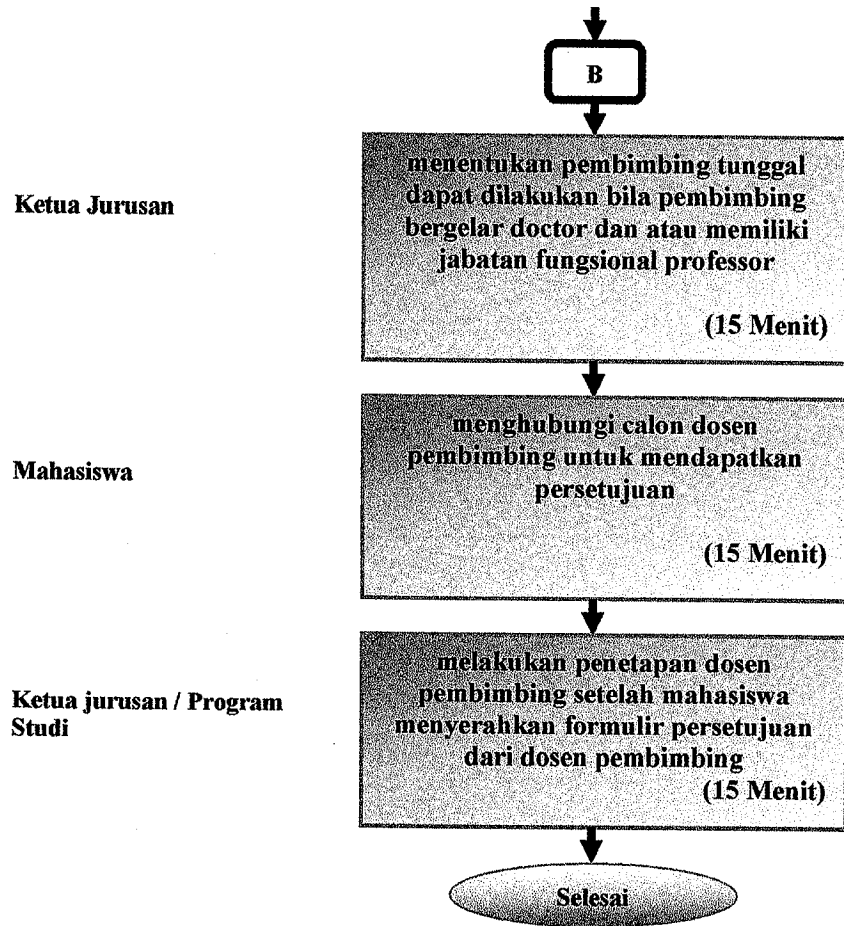 B
Ketua Jurusan
menentukan pembimbing tunggal
dapat dilakukan bila pembimbing
bergelar doctor dan atau memiliki
jabatan fungsional professor
(15 Menit)
Mahasiswa
menghubungi calon dosen
pembimbing untuk mendapatkan
persetujuan
(15 Menit)
Ketua jurusan / Program
Studi
melakukan penetapan dosen
pembimbing setelah mahasiswa
menyerahkan formulir persetujuan
dari dosen pembimbing
(15 Menit)
Selesai